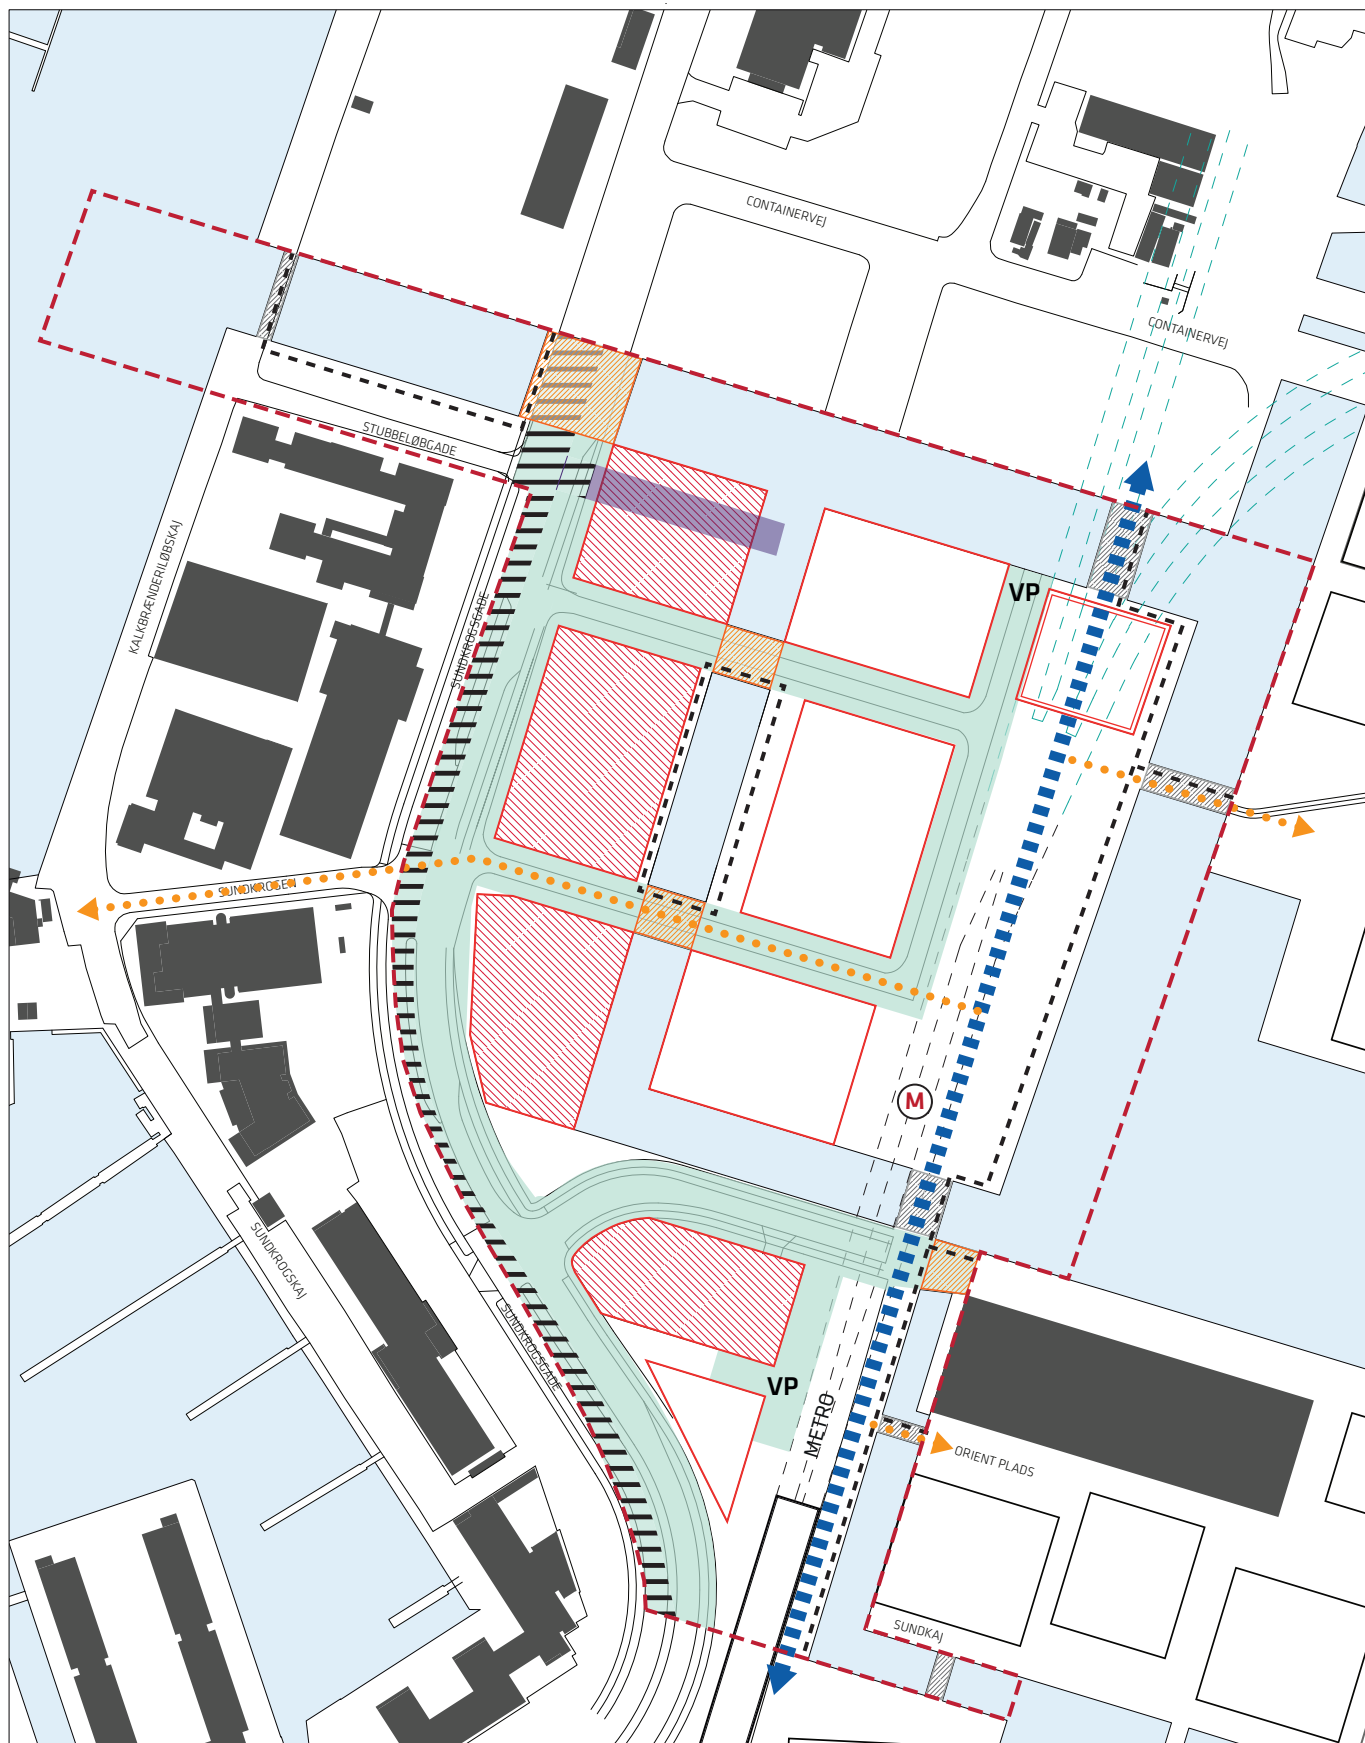 CONTAINERVEJ
CONTAINERVEJ
STUBBELØBGADE
KALKBRÆNDERILØBSKAJ
SUNDKROGSGADE
VP
SUNDKROGEN
M
SUNDKROGSKAJ
SUNDKROGSGADE
VP
METRO
ORIENT PLADS
SUNDKAJ